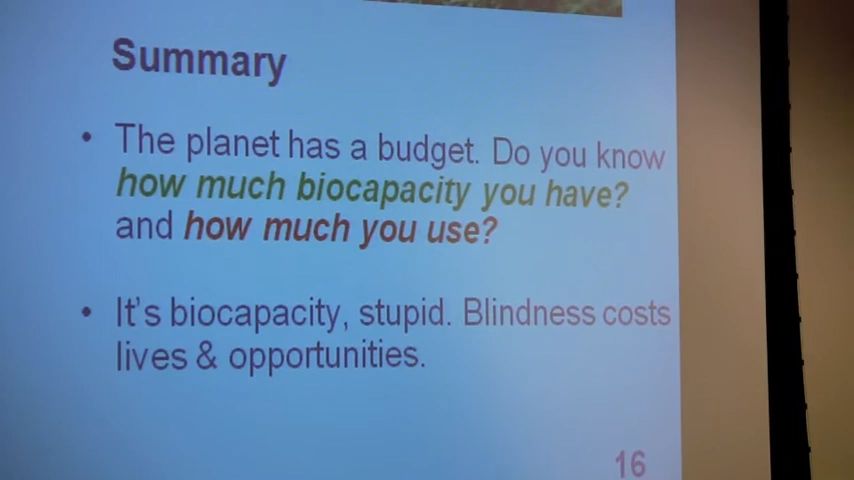 Summary
• The planet has a budget. Do you know
how much biocapacity you have?
and how much you use?
• It's biocapacity, stupid. Blindness costs
lives & opportunities.
16